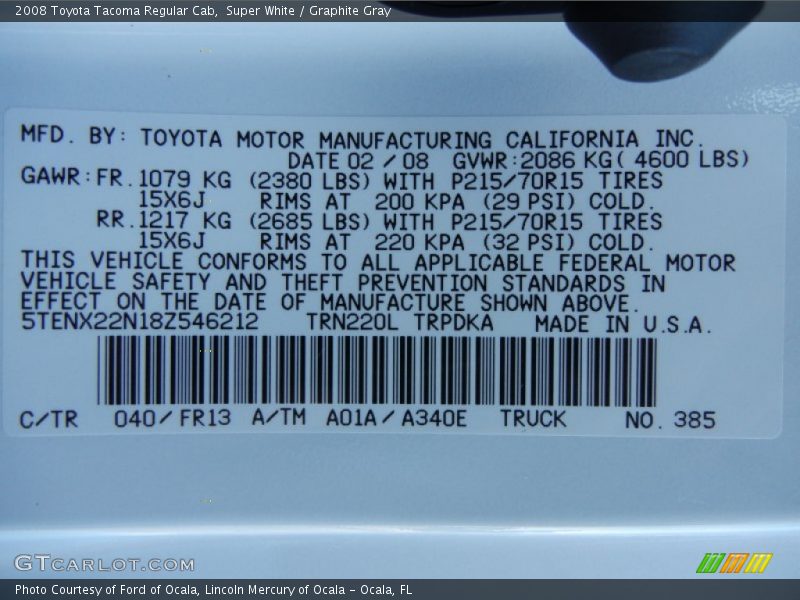 2008 Toyota Tacoma Regular Cab,  Super White / Graphite Gray
MFD. BY: TOYOTA MOTOR MANUFACTURING CALIFORNIA INC.
DATE 02 / 08 GVWR:2086 KG( 4600 LBS)
GAWR:FR.1079 KG (2380 LBS) WITH P215/70R15 TIRES
15X6J RIMS AT 200 KPA (29 PSI) COLD.
RR.1217 KG (2685 LBS) WITH P215/70R15 TIRES
15X6J RIMS AT 220 KPA (32 PSI) COLD.
THIS VEHICLE CONFORMS TO ALL APPLICABLE FEDERAL MOTOR
VEHICLE SAFETY AND THEFT PREVENTION STANDARDS IN
EFFECT ON THE DATE OF MANUFACTURE SHOWN ABOVE.
5TENX22N18Z546212 TRN220L TRPDKA MADE IN U.S.A.
C/TR 040/FR13 A/TM A01A/A340E TRUCK NO. 385
GTCARLOT.COM
Photo Courtesy of Ford of Ocala, Lincoln Mercury of Ocala - Ocala, FL